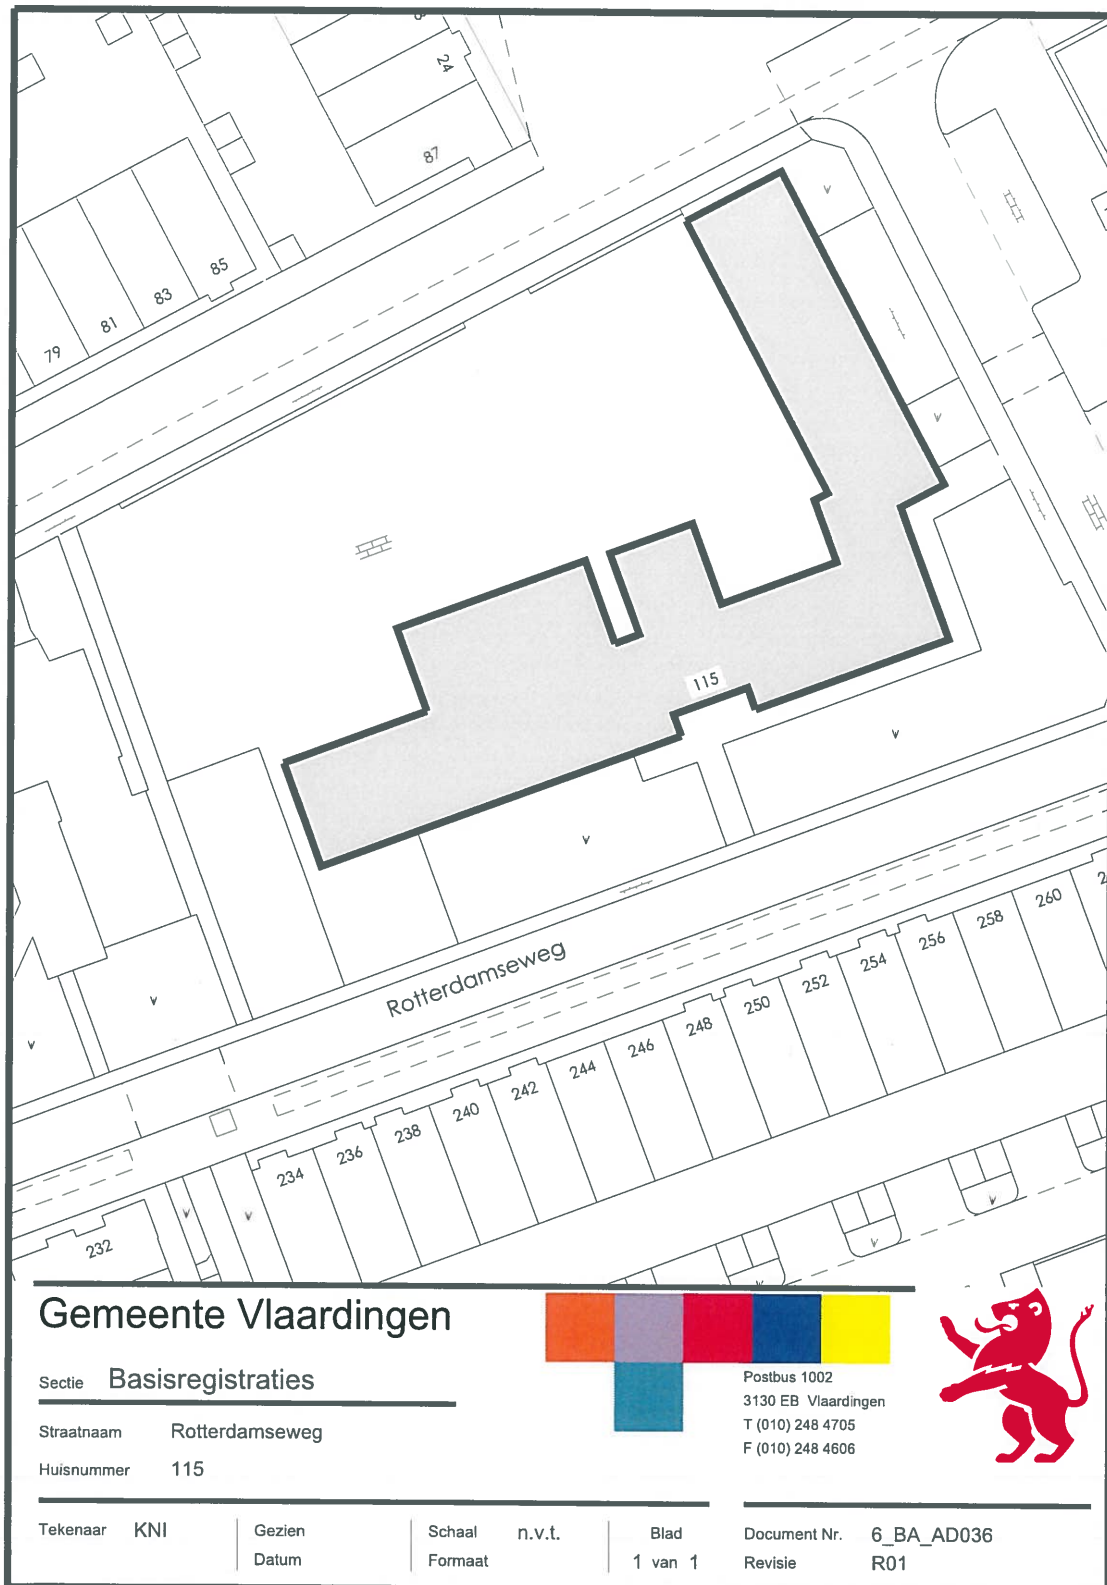 24
87
85
83
81
79
115
Rotterdamseweg
260
258
256
254
252
250
248
246
244
242
240
238
236
234
232
Gemeente Vlaardingen
Sectie Basisregistraties
Straatnaam Rotterdamseweg
Huisnummer 115
Postbus 1002
3130 EB Vlaardingen
T (010) 248 4705
F (010) 248 4606
Tekenaar KNI
Gezien
Datum
Schaal n.v.t.
Formaat
Blad
1 van 1
Document Nr. 6_BA_AD036
Revisie R01